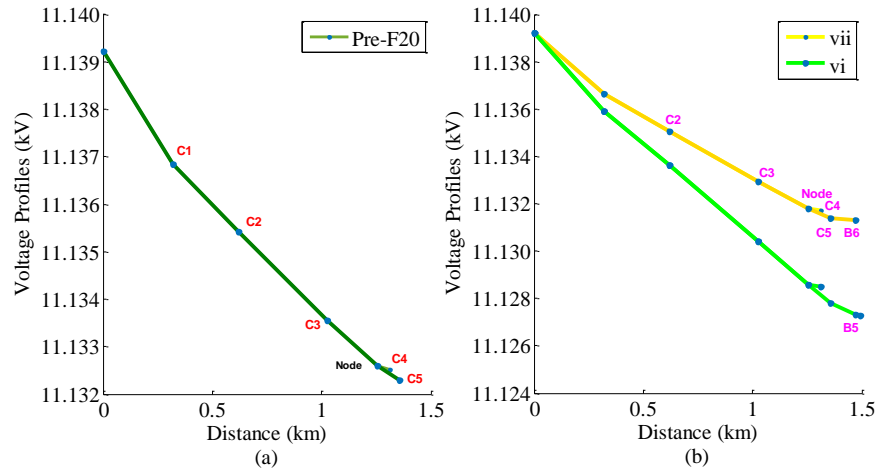 11.140
11.139
11.137
11.136
11.135
11.134
11.133
11.132
Voltage Profiles (kV)
Pre-F20
C1
C2
C3
Node
C4
C5
0
0.5
1
1.5
Distance (km)
(a)
11.140
11.138
11.136
11.134
11.132
11.130
11.128
11.126
11.124
Voltage Profiles (kV)
vii
vi
C2
C3
Node
C4
C5
B6
B5
0
0.5
1
1.5
Distance (km)
(b)